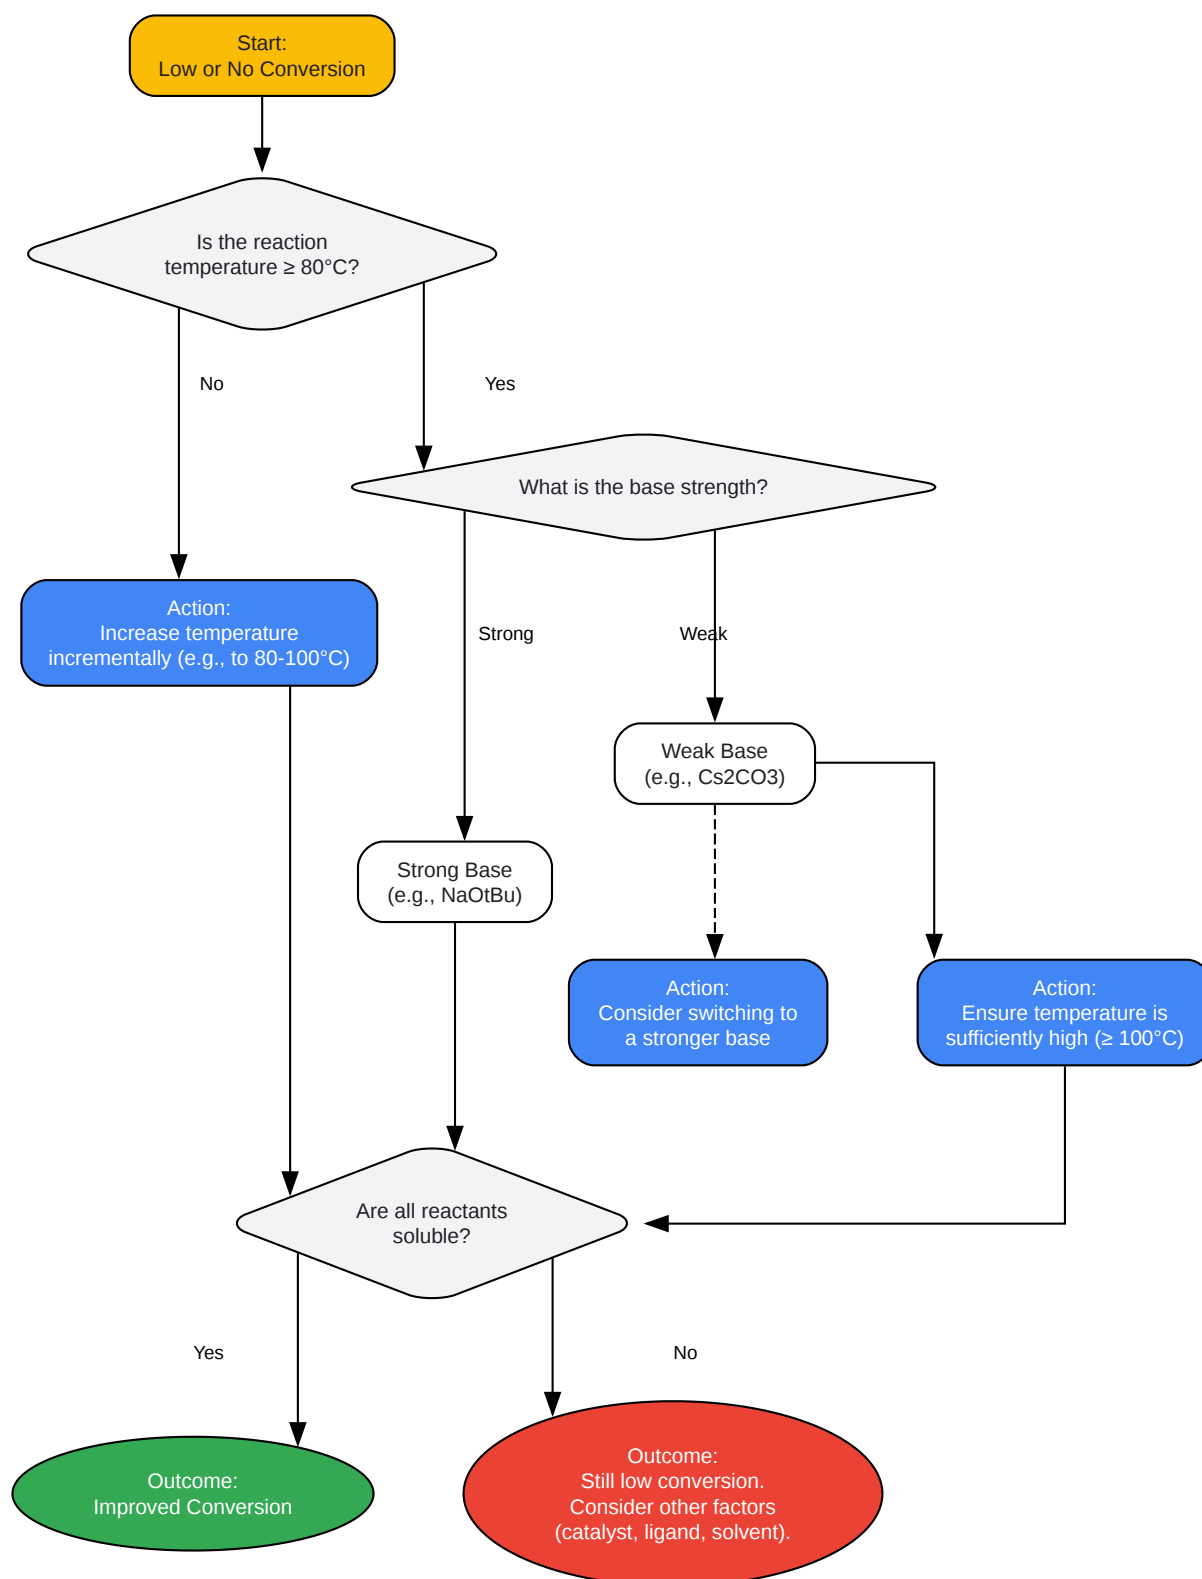 Start:
Low or No Conversion
Is the reaction
temperature ≥ 80°C?
No
Yes
What is the base strength?
Action:
Increase temperature
incrementally (e.g., to 80-100°C)
Strong
Weak
Weak Base
(e.g., Cs2CO3)
Strong Base
(e.g., NaOtBu)
Action:
Consider switching to
a stronger base
Action:
Ensure temperature is
sufficiently high (≥ 100°C)
Are all reactants
soluble?
Yes
No
Outcome:
Improved Conversion
Outcome:
Still low conversion.
Consider other factors
(catalyst, ligand, solvent).